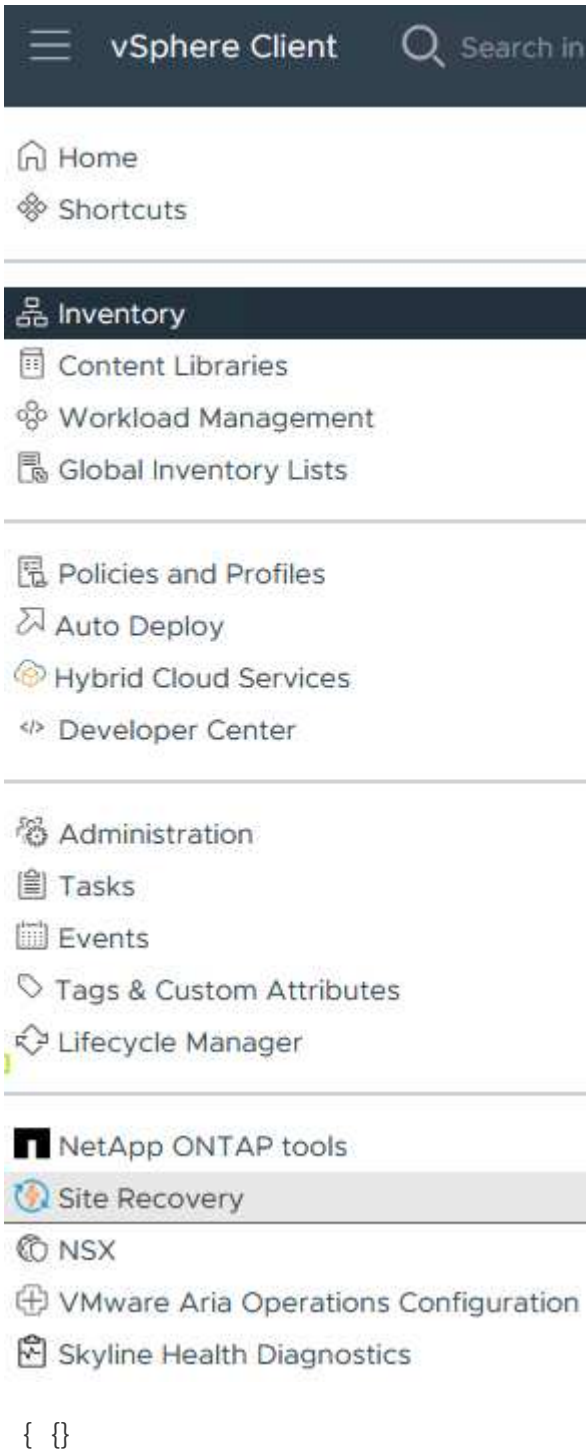 vSphere Client Search in
Home
Shortcuts
Inventory
Content Libraries
Workload Management
Global Inventory Lists
Policies and Profiles
Auto Deploy
Hybrid Cloud Services
Developer Center
Administration
Tasks
Events
Tags & Custom Attributes
Lifecycle Manager
NetApp ONTAP tools
Site Recovery
NSX
VMware Aria Operations Configuration
Skyline Health Diagnostics
{ {}